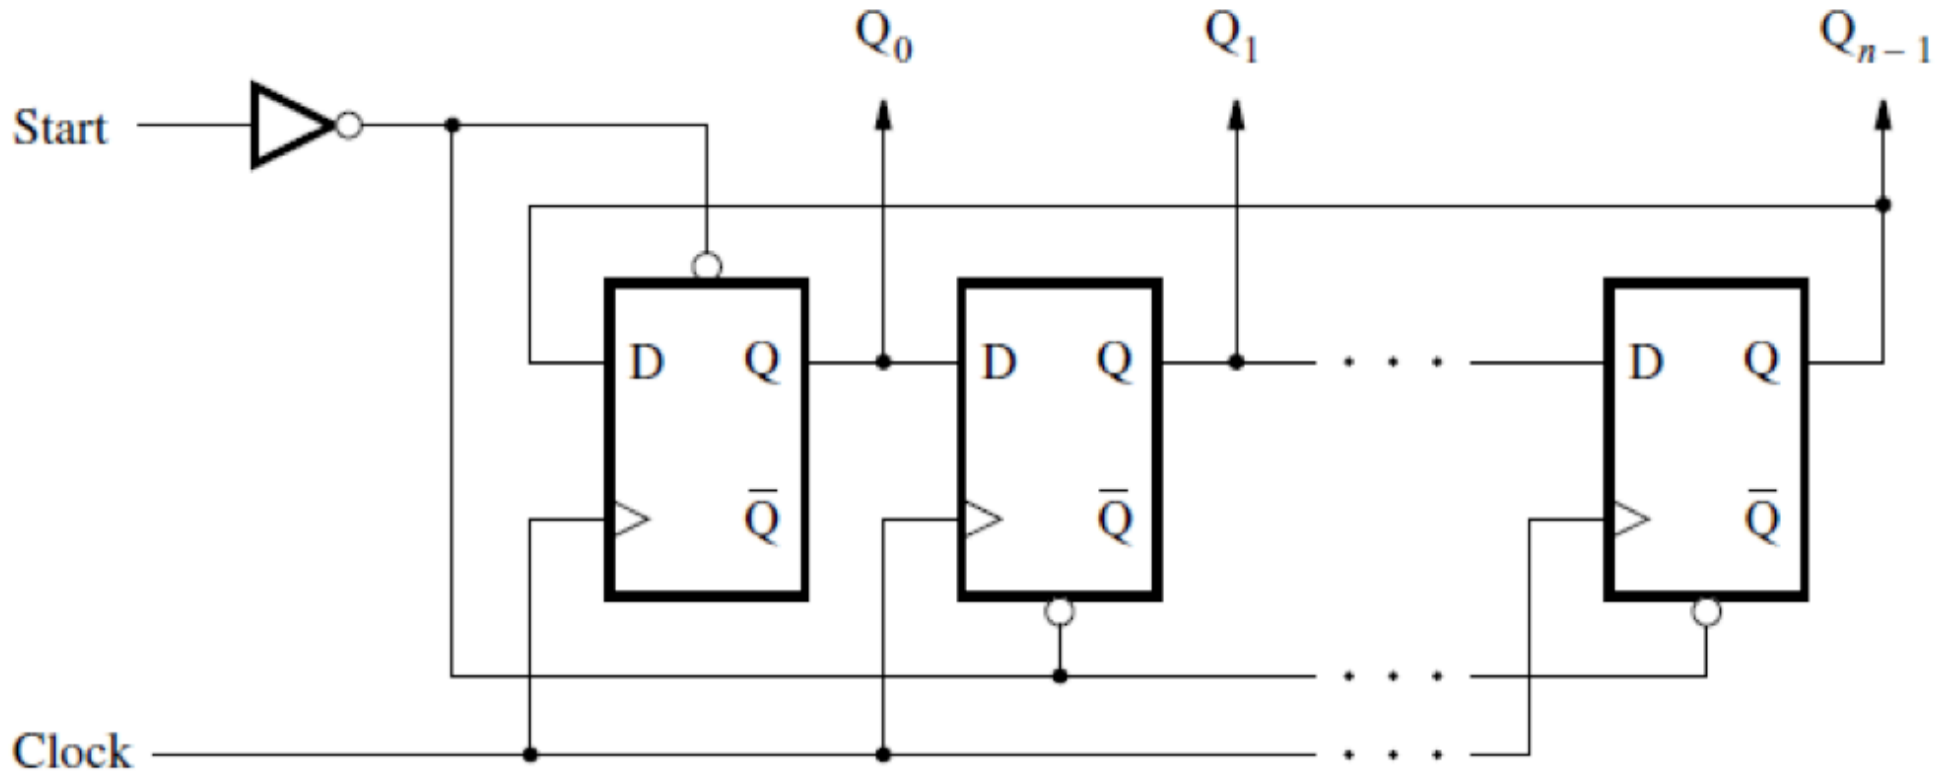 Q₀ Q₁ Qₙ₋₁
Start
D Q D Q . . . D Q
Q̅ Q̅ Q̅
. . .
Clock . . .